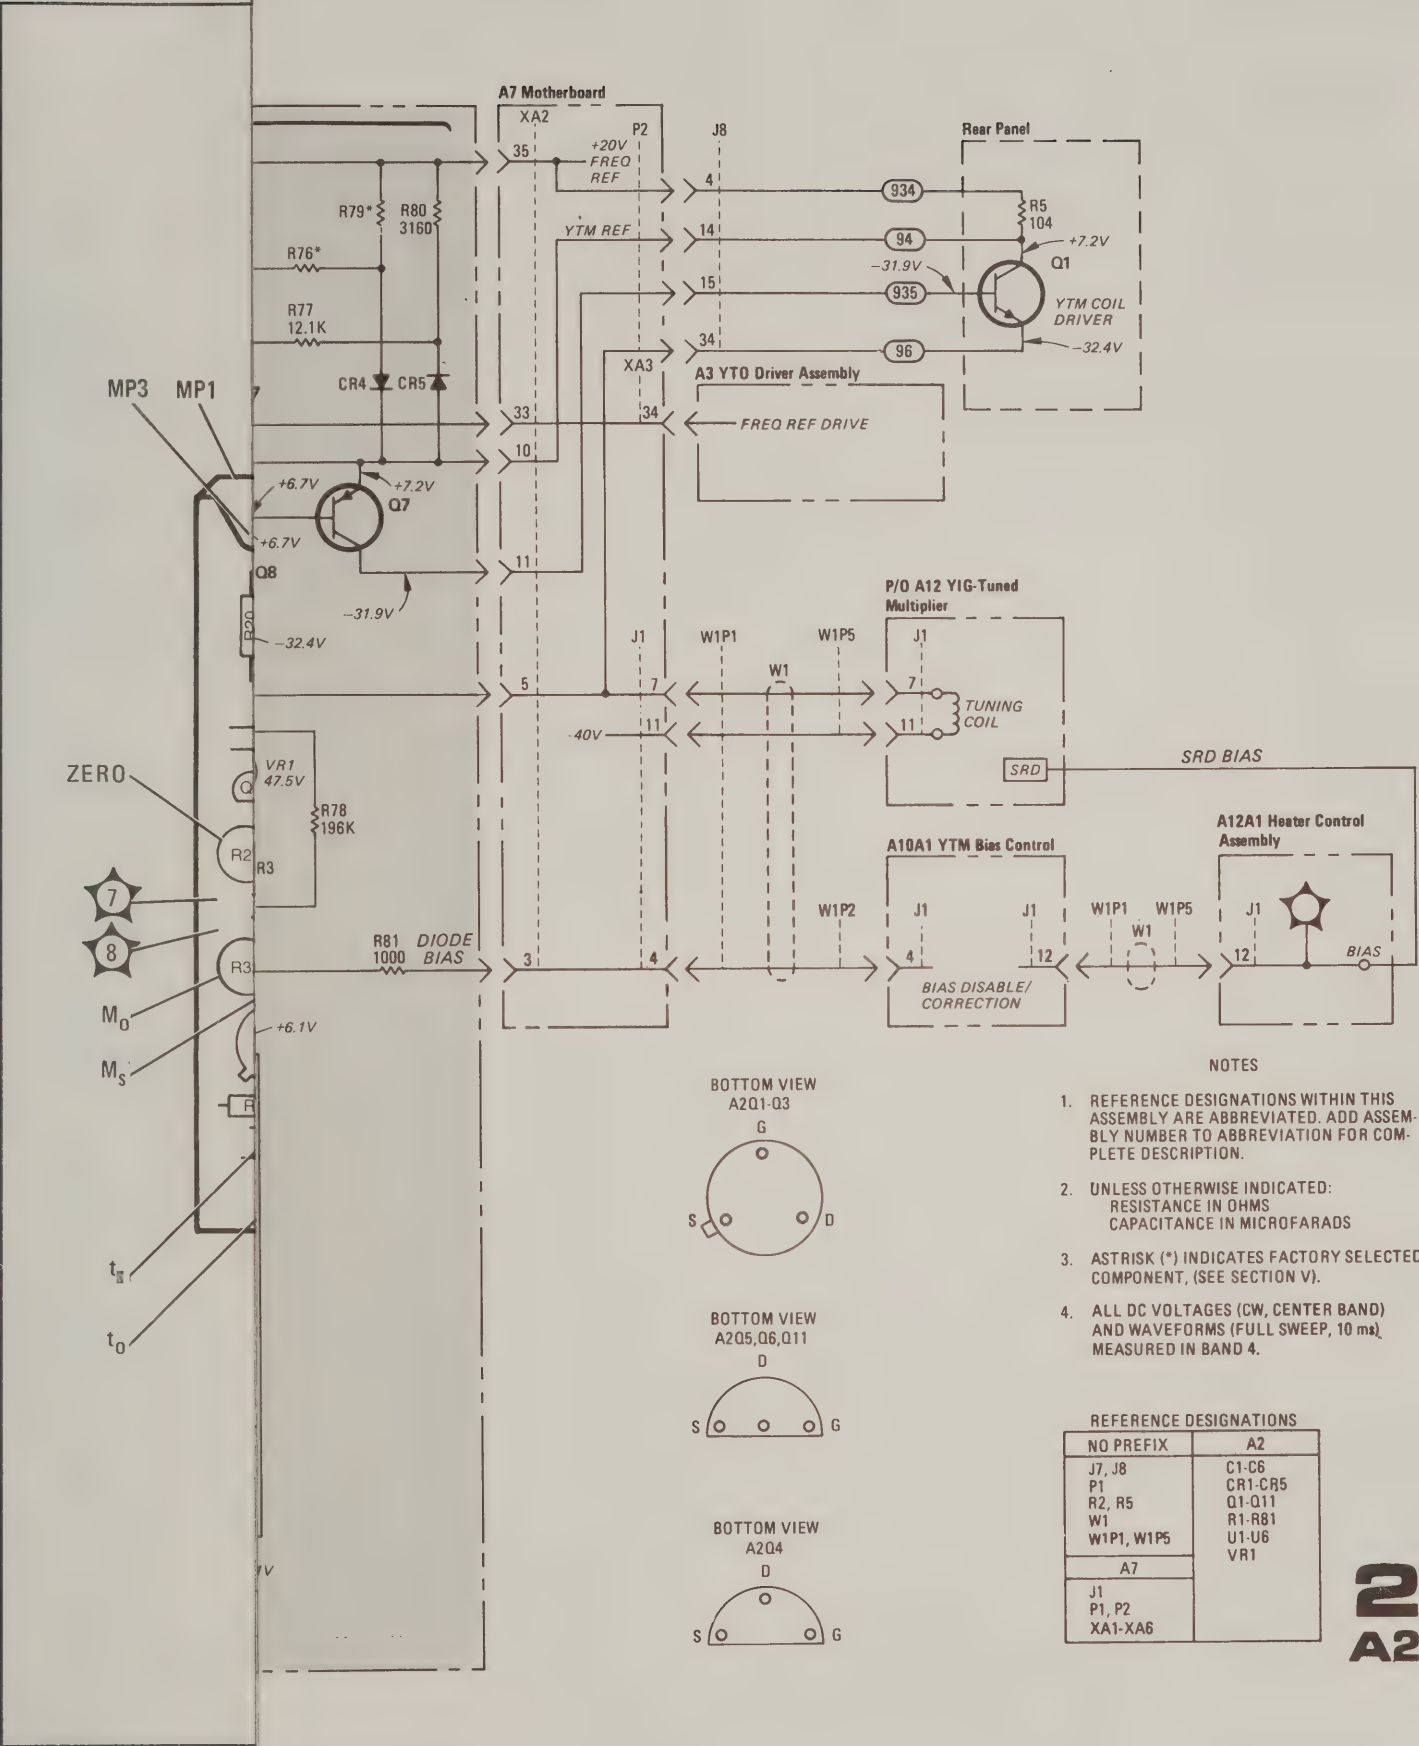 A7 Motherboard
XA2
P2
J8
Rear Panel
35
+20V
FREQ
REF
4
934
R79*
R80
3160
R5
104
YTM REF
14
94
+7.2V
R76*
-31.9V
Q1
15
935
YTM COIL
DRIVER
R77
12.1K
34
96
-32.4V
XA3
A3 YTO Driver Assembly
MP3
MP1
CR4
CR5
33
34
FREQ REF DRIVE
10
+6.7V
+7.2V
Q7
+6.7V
11
Q8
-31.9V
P/O A12 YIG-Tuned
Multiplier
R20
-32.4V
J1
W1P1
W1P5
J1
W1
5
7
7
TUNING
COIL
-40V
11
11
SRD
SRD BIAS
ZERO
VR1
47.5V
Q
R78
196K
A12A1 Heater Control
Assembly
A10A1 YTM Bias Control
R2
R3
7
8
W1P2
J1
J1
W1P1
W1P5
J1
W1
R3
R81
1000
DIODE
BIAS
3
4
4
12
12
BIAS
BIAS DISABLE/
CORRECTION
M0
+6.1V
MS
R
NOTES
BOTTOM VIEW
A2Q1-Q3
G
S
D
1. REFERENCE DESIGNATIONS WITHIN THIS
ASSEMBLY ARE ABBREVIATED. ADD ASSEM-
BLY NUMBER TO ABBREVIATION FOR COM-
PLETE DESCRIPTION.
2. UNLESS OTHERWISE INDICATED:
RESISTANCE IN OHMS
CAPACITANCE IN MICROFARADS
3. ASTRISK (*) INDICATES FACTORY SELECTED
COMPONENT, (SEE SECTION V).
4. ALL DC VOLTAGES (CW, CENTER BAND)
AND WAVEFORMS (FULL SWEEP, 10 ms)
MEASURED IN BAND 4.
t0
BOTTOM VIEW
A2Q5,Q6,Q11
D
S
G
BOTTOM VIEW
A2Q4
D
S
G
REFERENCE DESIGNATIONS
NO PREFIX
A2
J7, J8
P1
R2, R5
W1
W1P1, W1P5
C1-C6
CR1-CR5
Q1-Q11
R1-R81
U1-U6
VR1
A7
J1
P1, P2
XA1-XA6
2
A2